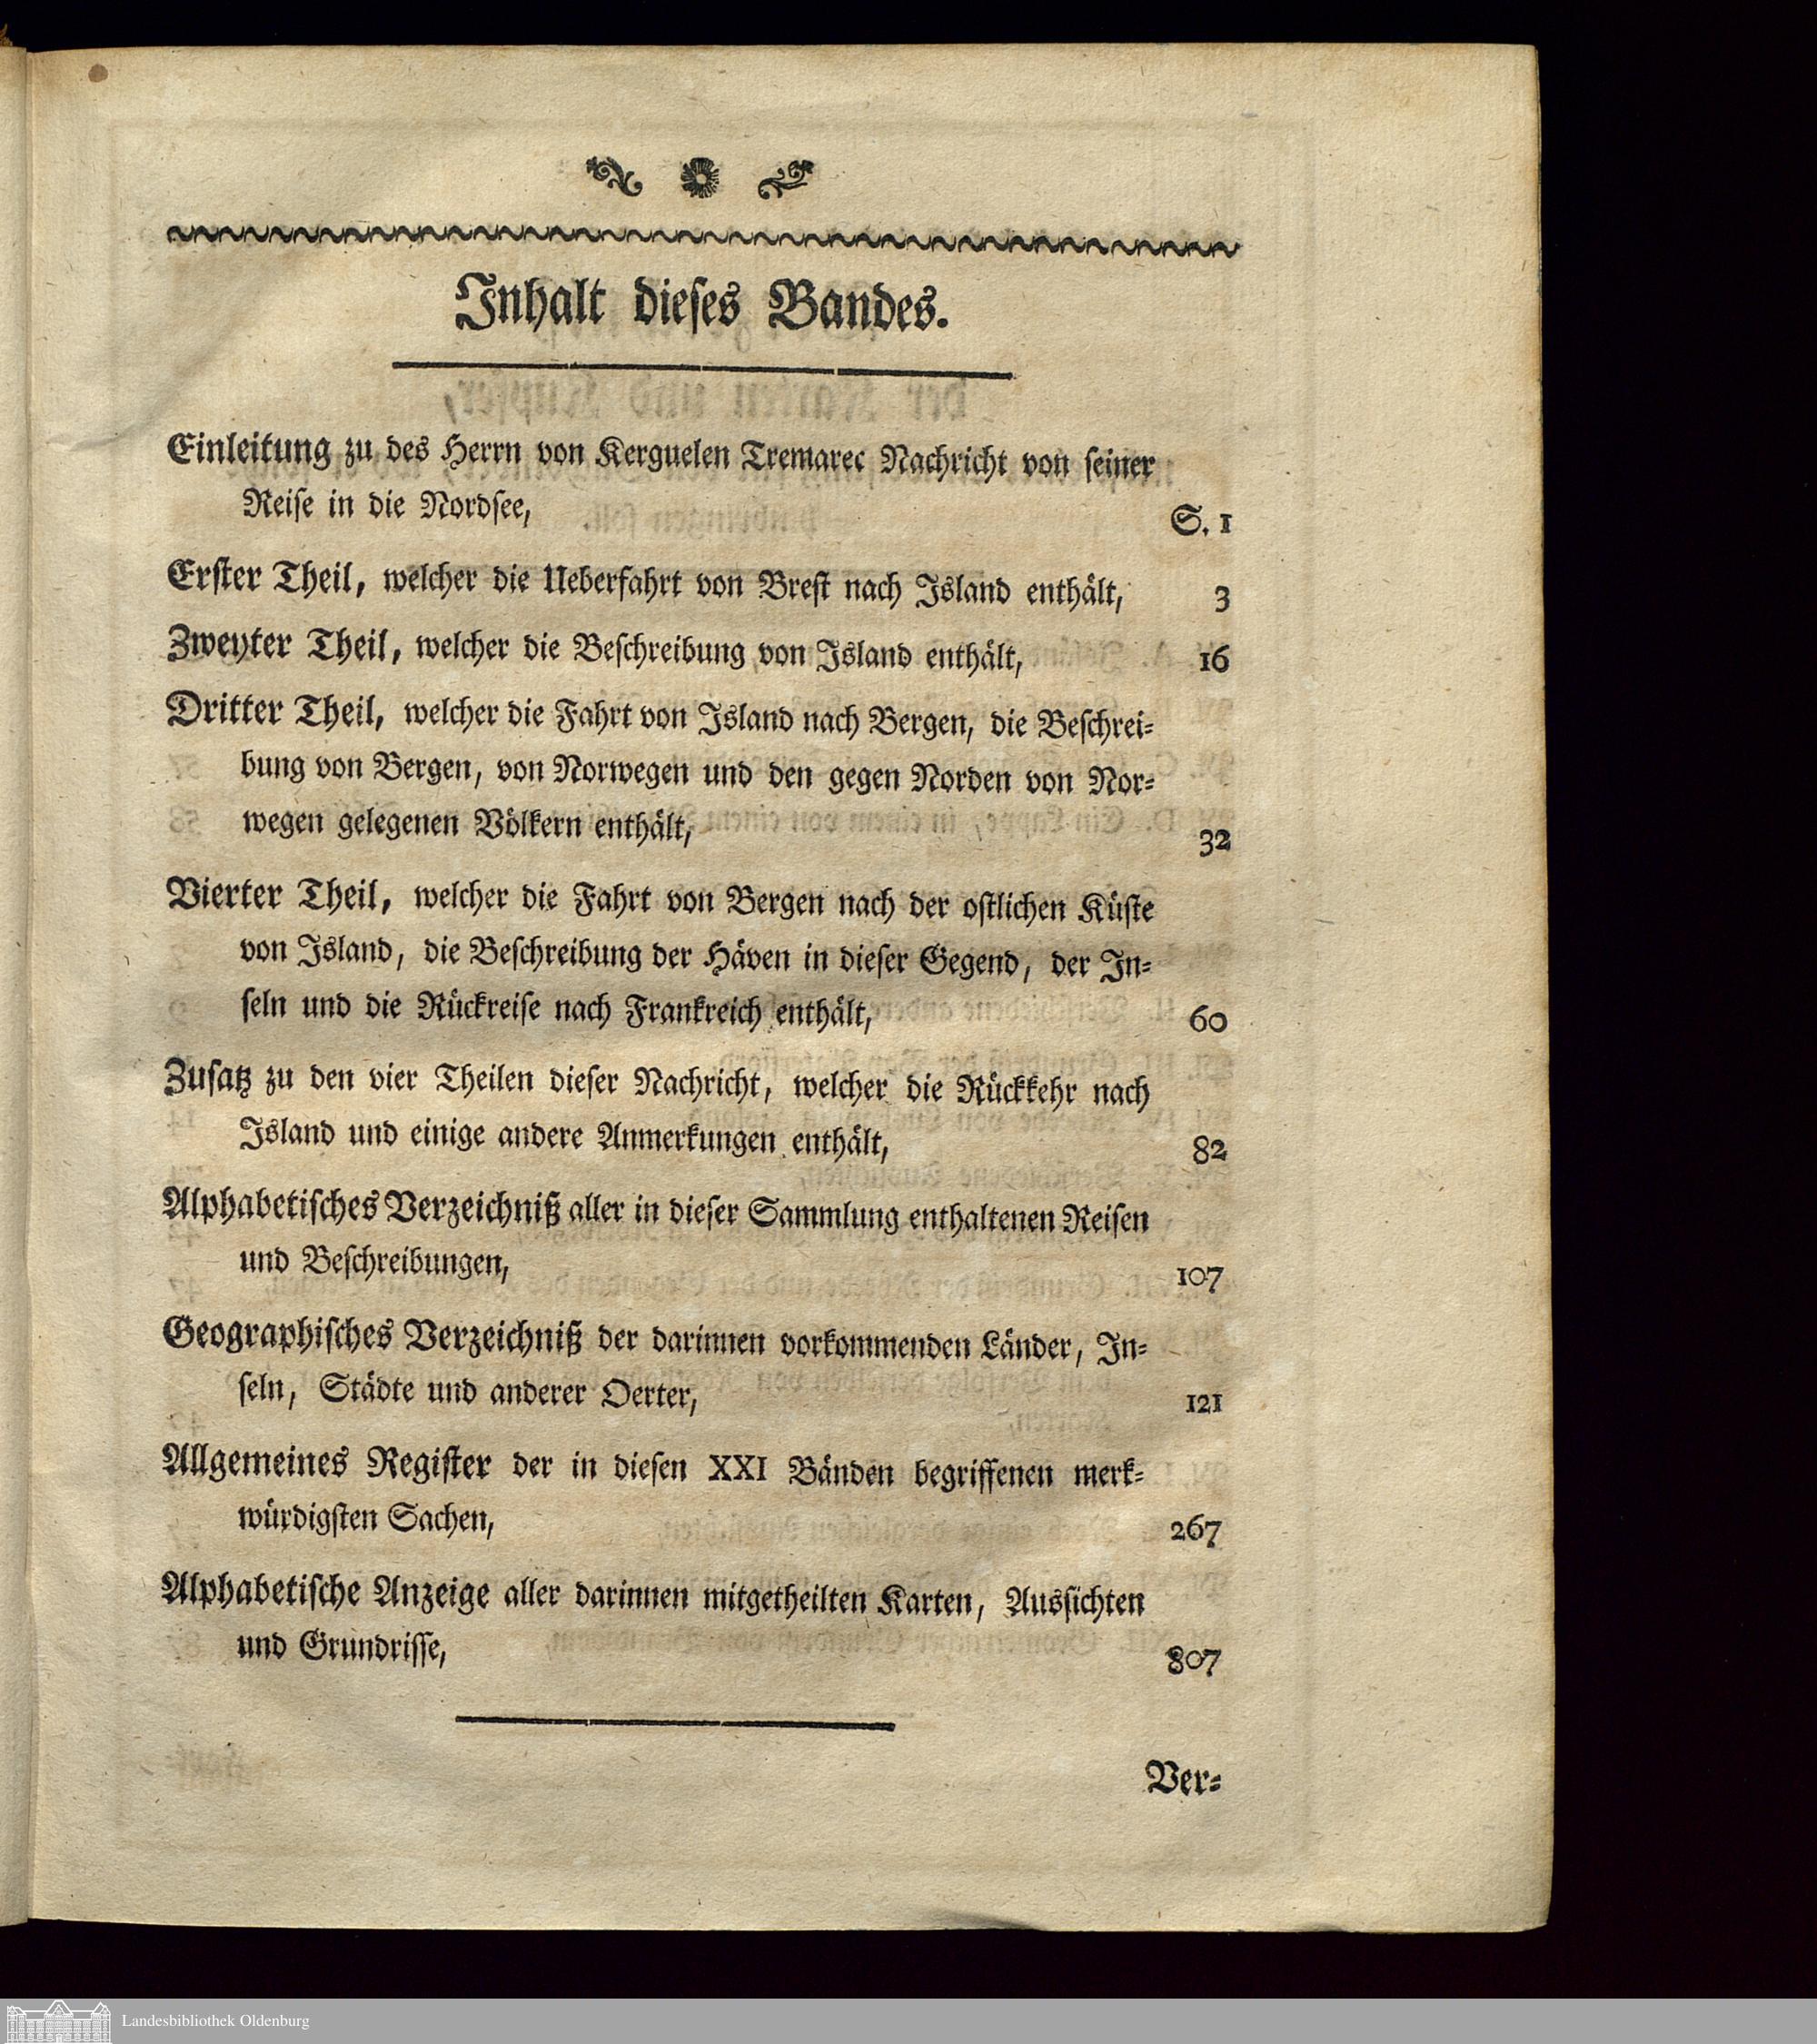 Inhalt dieses Bandes.
Einleitung zu des Herrn von Kerguelen Tremarec Nachricht von seiner
Reise in die Nordsee, S. 1
Erster Theil, welcher die Ueberfahrt von Brest nach Island enthält, 3
Zweyter Theil, welcher die Beschreibung von Island enthält, 16
Dritter Theil, welcher die Fahrt von Island nach Bergen, die Beschrei-
bung von Bergen, von Norwegen und den gegen Norden von Nor-
wegen gelegenen Völkern enthält, 32
Vierter Theil, welcher die Fahrt von Bergen nach der ostlichen Küste
von Island, die Beschreibung der Häven in dieser Gegend, der In-
seln und die Rückreise nach Frankreich enthält, 60
Zusatz zu den vier Theilen dieser Nachricht, welcher die Rückkehr nach
Island und einige andere Anmerkungen enthält, 82
Alphabetisches Verzeichniß aller in dieser Sammlung enthaltenen Reisen
und Beschreibungen, 107
Geographisches Verzeichniß der darinnen vorkommenden Länder, In-
seln, Städte und anderer Oerter, 121
Allgemeines Register der in diesen XXI Bänden begriffenen merk-
würdigsten Sachen, 267
Alphabetische Anzeige aller darinnen mitgetheilten Karten, Aussichten
und Grundrisse, 807
Ver-
Landesbibliothek Oldenburg